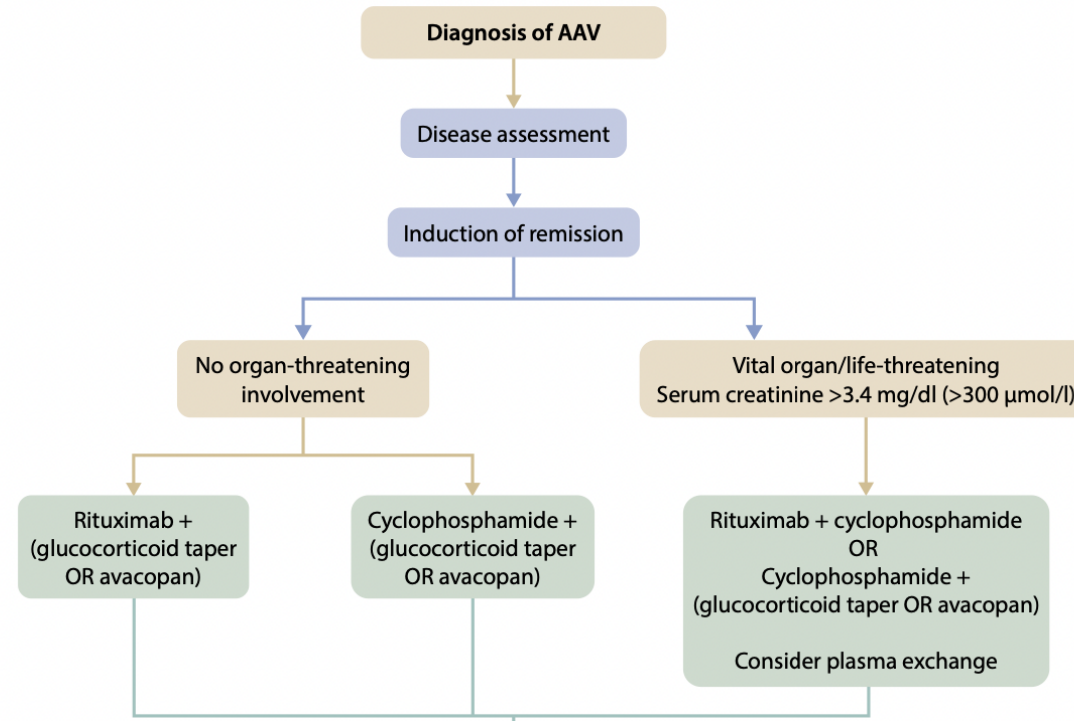 Diagnosis of AAV
Disease assessment
Induction of remission
No organ-threatening
involvement
Vital organ/life-threatening
Serum creatinine >3.4 mg/dl (>300 µmol/l)
Rituximab +
(glucocorticoid taper
OR avacopan)
Cyclophosphamide +
(glucocorticoid taper
OR avacopan)
Rituximab + cyclophosphamide
OR
Cyclophosphamide +
(glucocorticoid taper OR avacopan)
Consider plasma exchange